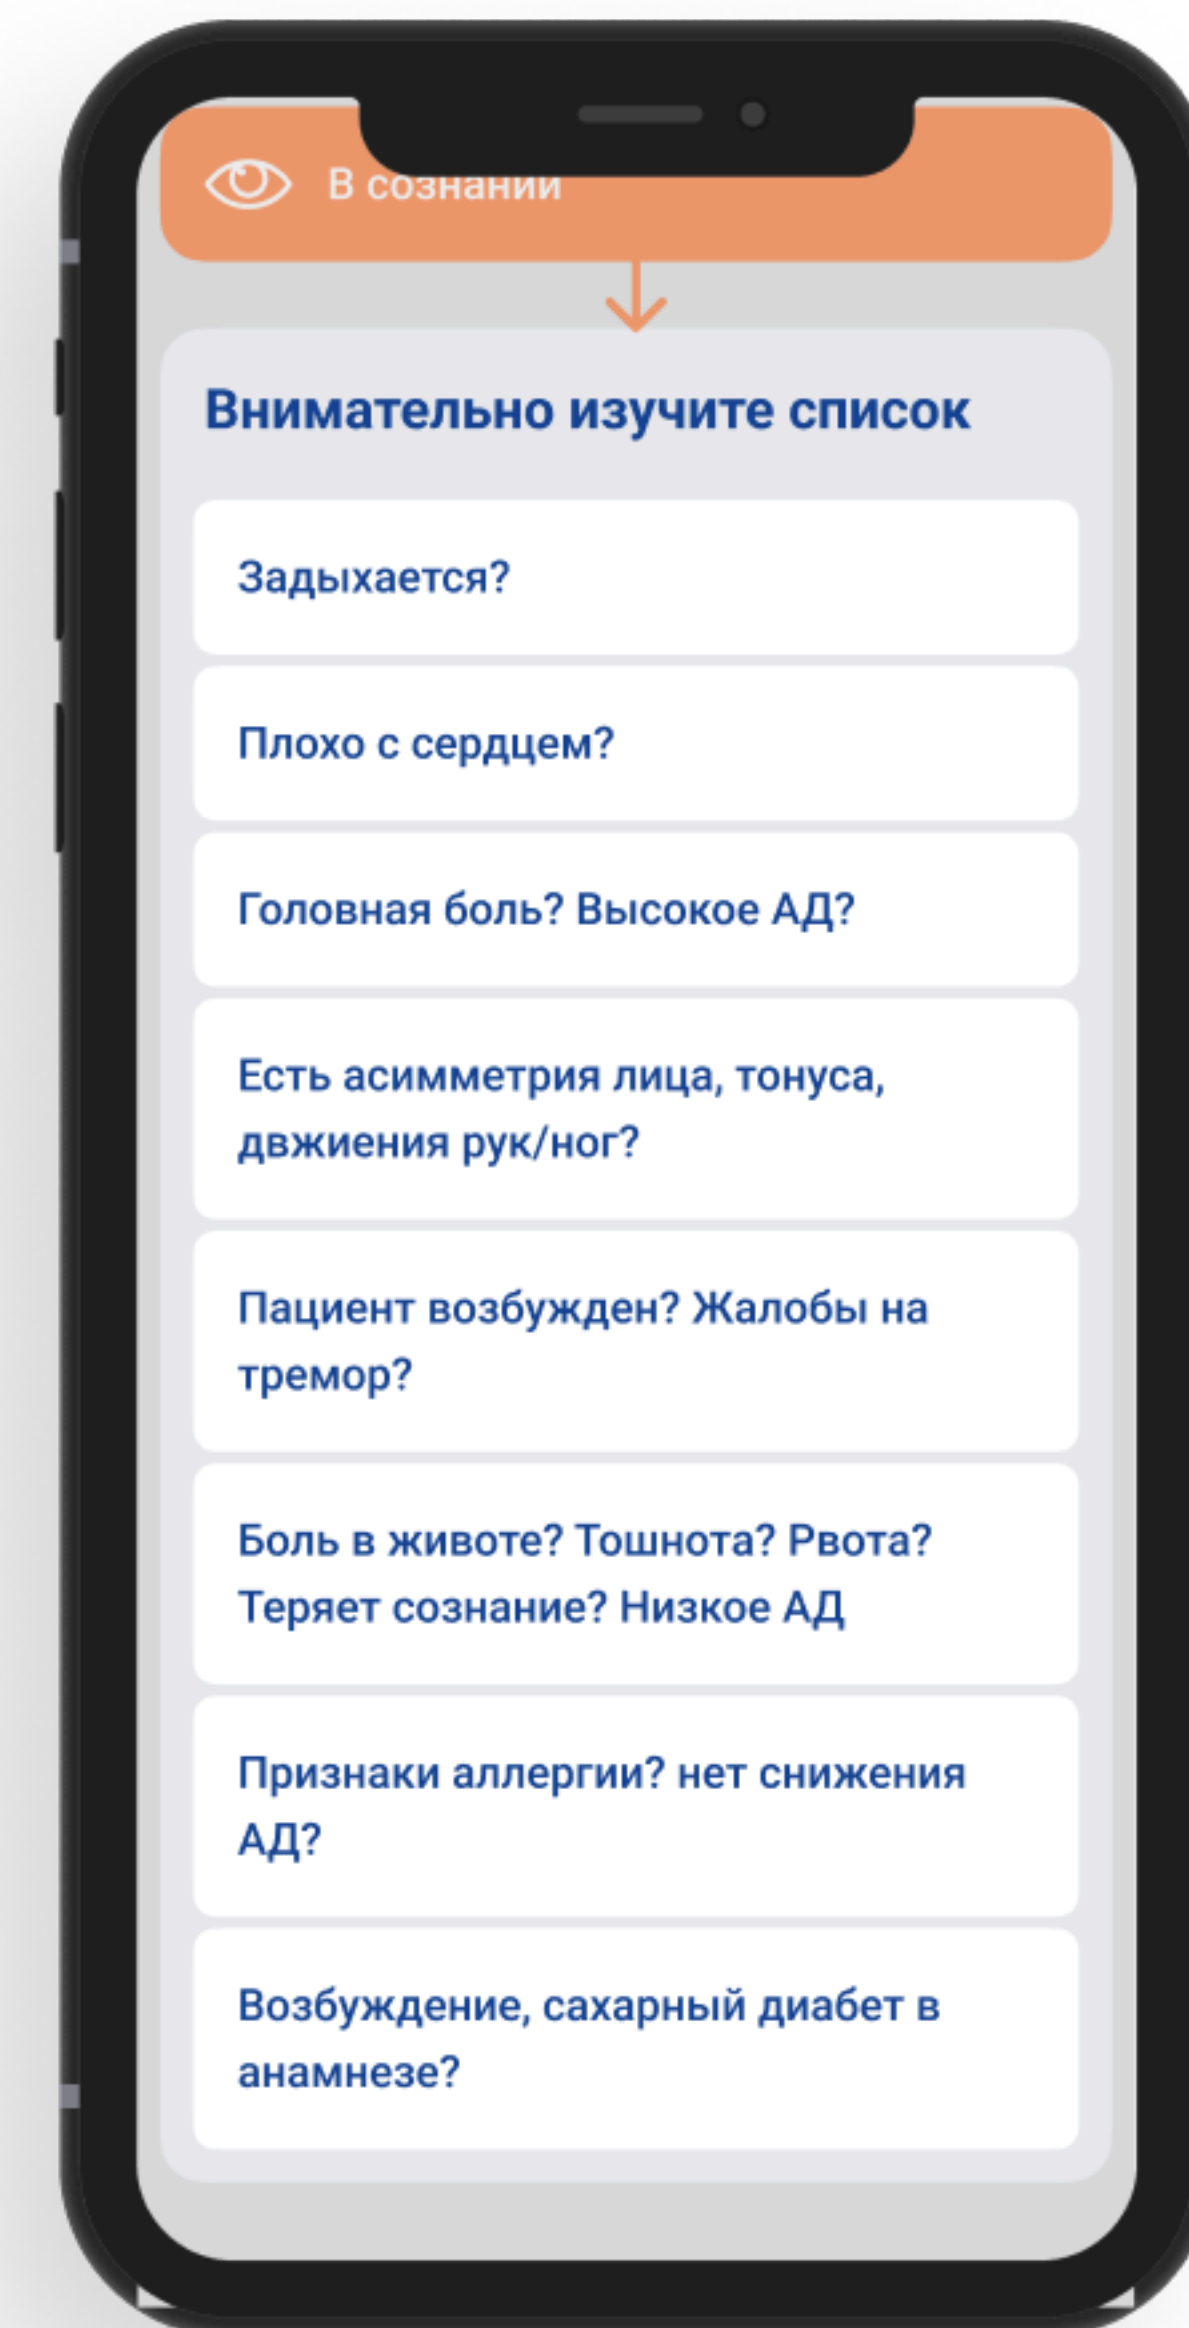 В сознании
Внимательно изучите список
Задыхается?
Плохо с сердцем?
Головная боль? Высокое АД?
Есть асимметрия лица, тонуса,
двжиения рук/ног?
Пациент возбужден? Жалобы на
тремор?
Боль в животе? Тошнота? Рвота?
Теряет сознание? Низкое АД
Признаки аллергии? нет снижения
АД?
Возбуждение, сахарный диабет в
анамнезе?